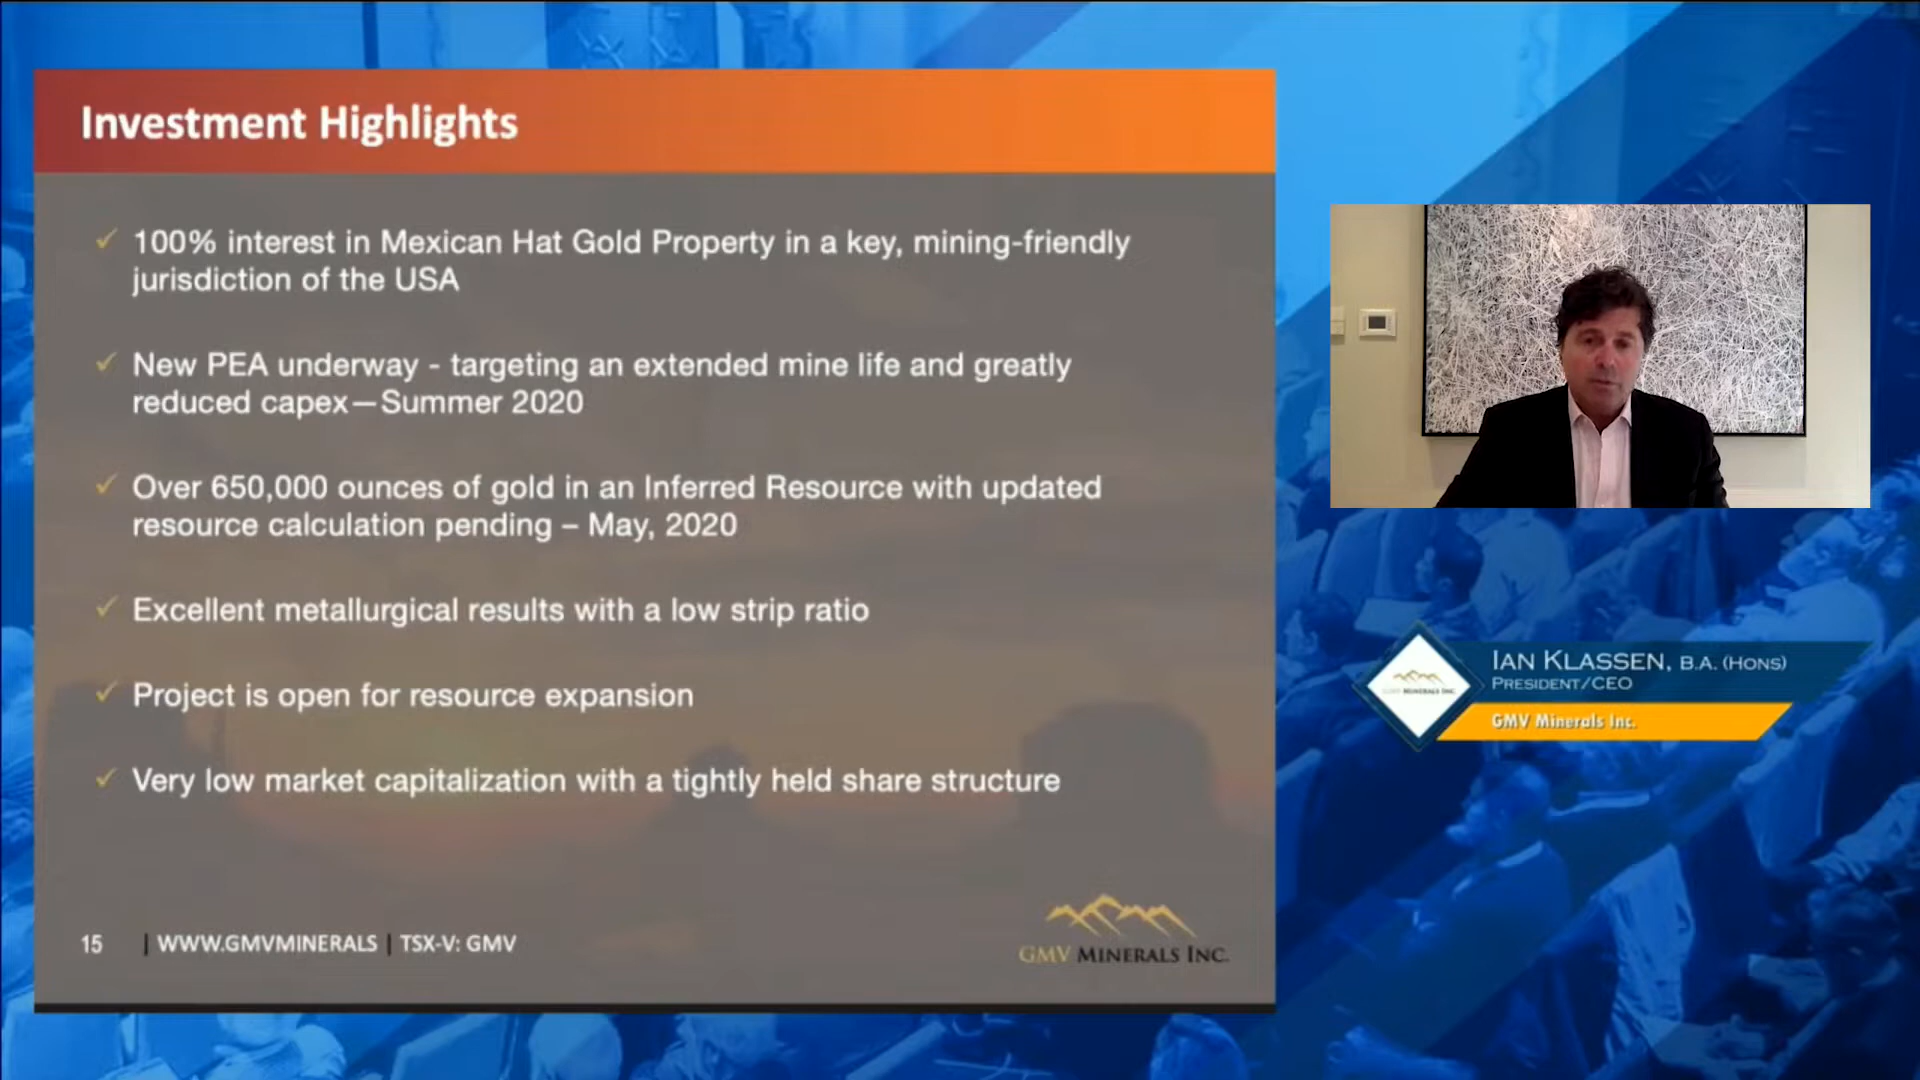 Investment Highlights
100% interest in Mexican Hat Gold Property in a key, mining-friendly
jurisdiction of the USA
New PEA underway - targeting an extended mine life and greatly
reduced capex—Summer 2020
Over 650,000 ounces of gold in an Inferred Resource with updated
resource calculation pending – May, 2020
Excellent metallurgical results with a low strip ratio
Project is open for resource expansion
Very low market capitalization with a tightly held share structure
15 | WWW.GMVMINERALS | TSX-V: GMV
GMV MINERALS INC.
IAN KLASSEN, B.A. (HONS)
PRESIDENT/CEO
GMV Minerals Inc.
GMV MINERALS INC.